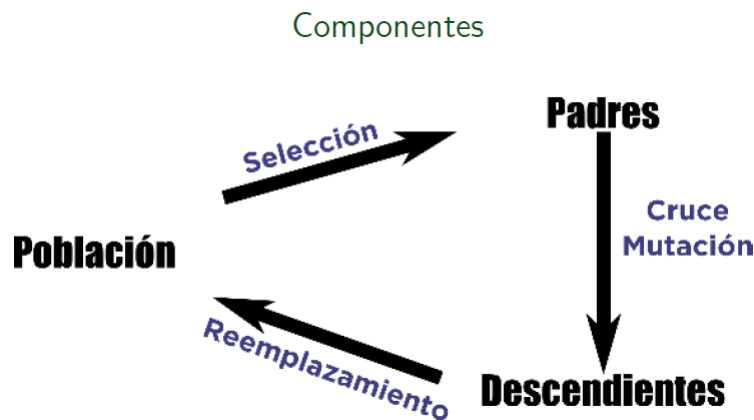 Componentes
Padres
Selección
Cruce
Mutación
Población
Reemplazamiento
Descendientes